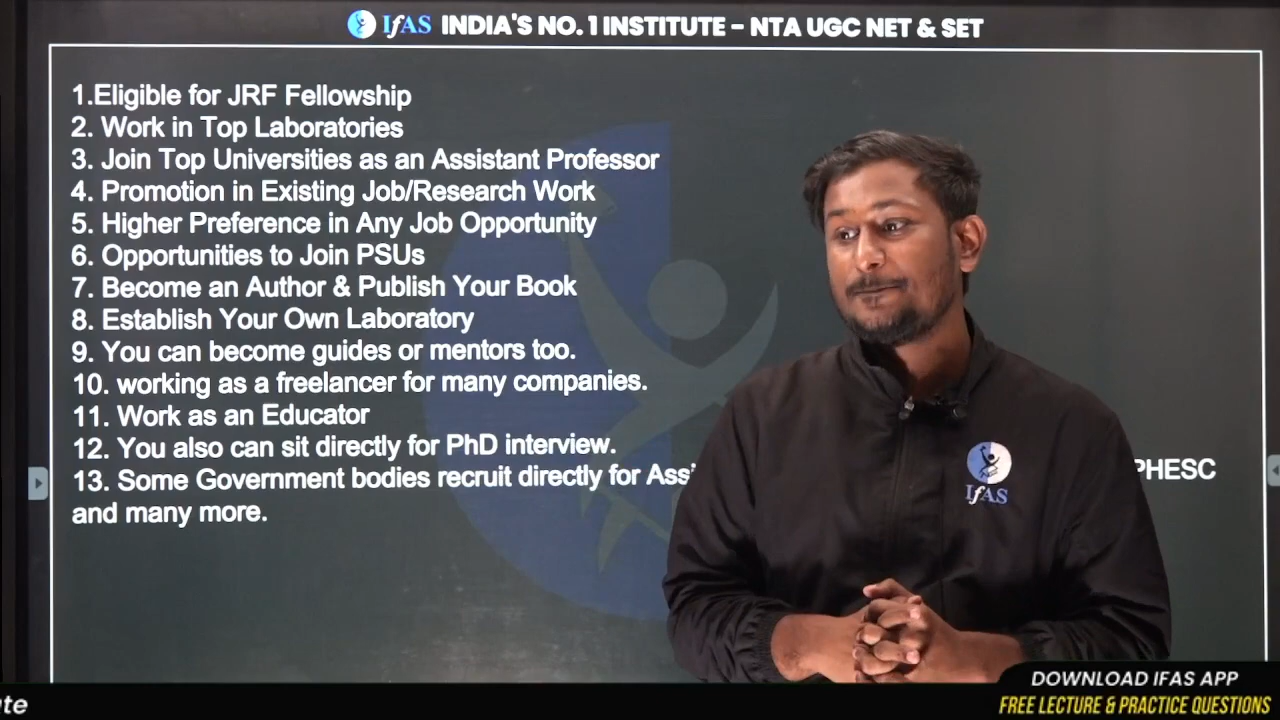 IfAS INDIA'S NO. 1 INSTITUTE – NTA UGC NET & SET
1.Eligible for JRF Fellowship
2. Work in Top Laboratories
3. Join Top Universities as an Assistant Professor
4. Promotion in Existing Job/Research Work
5. Higher Preference in Any Job Opportunity
6. Opportunities to Join PSUs
7. Become an Author & Publish Your Book
8. Establish Your Own Laboratory
9. You can become guides or mentors too.
10. working as a freelancer for many companies.
11. Work as an Educator
12. You also can sit directly for PhD interview.
13. Some Government bodies recruit directly for PHESC
and many more.
IfAS
DOWNLOAD IFAS APP
FREE LECTURE & PRACTICE QUESTIONS